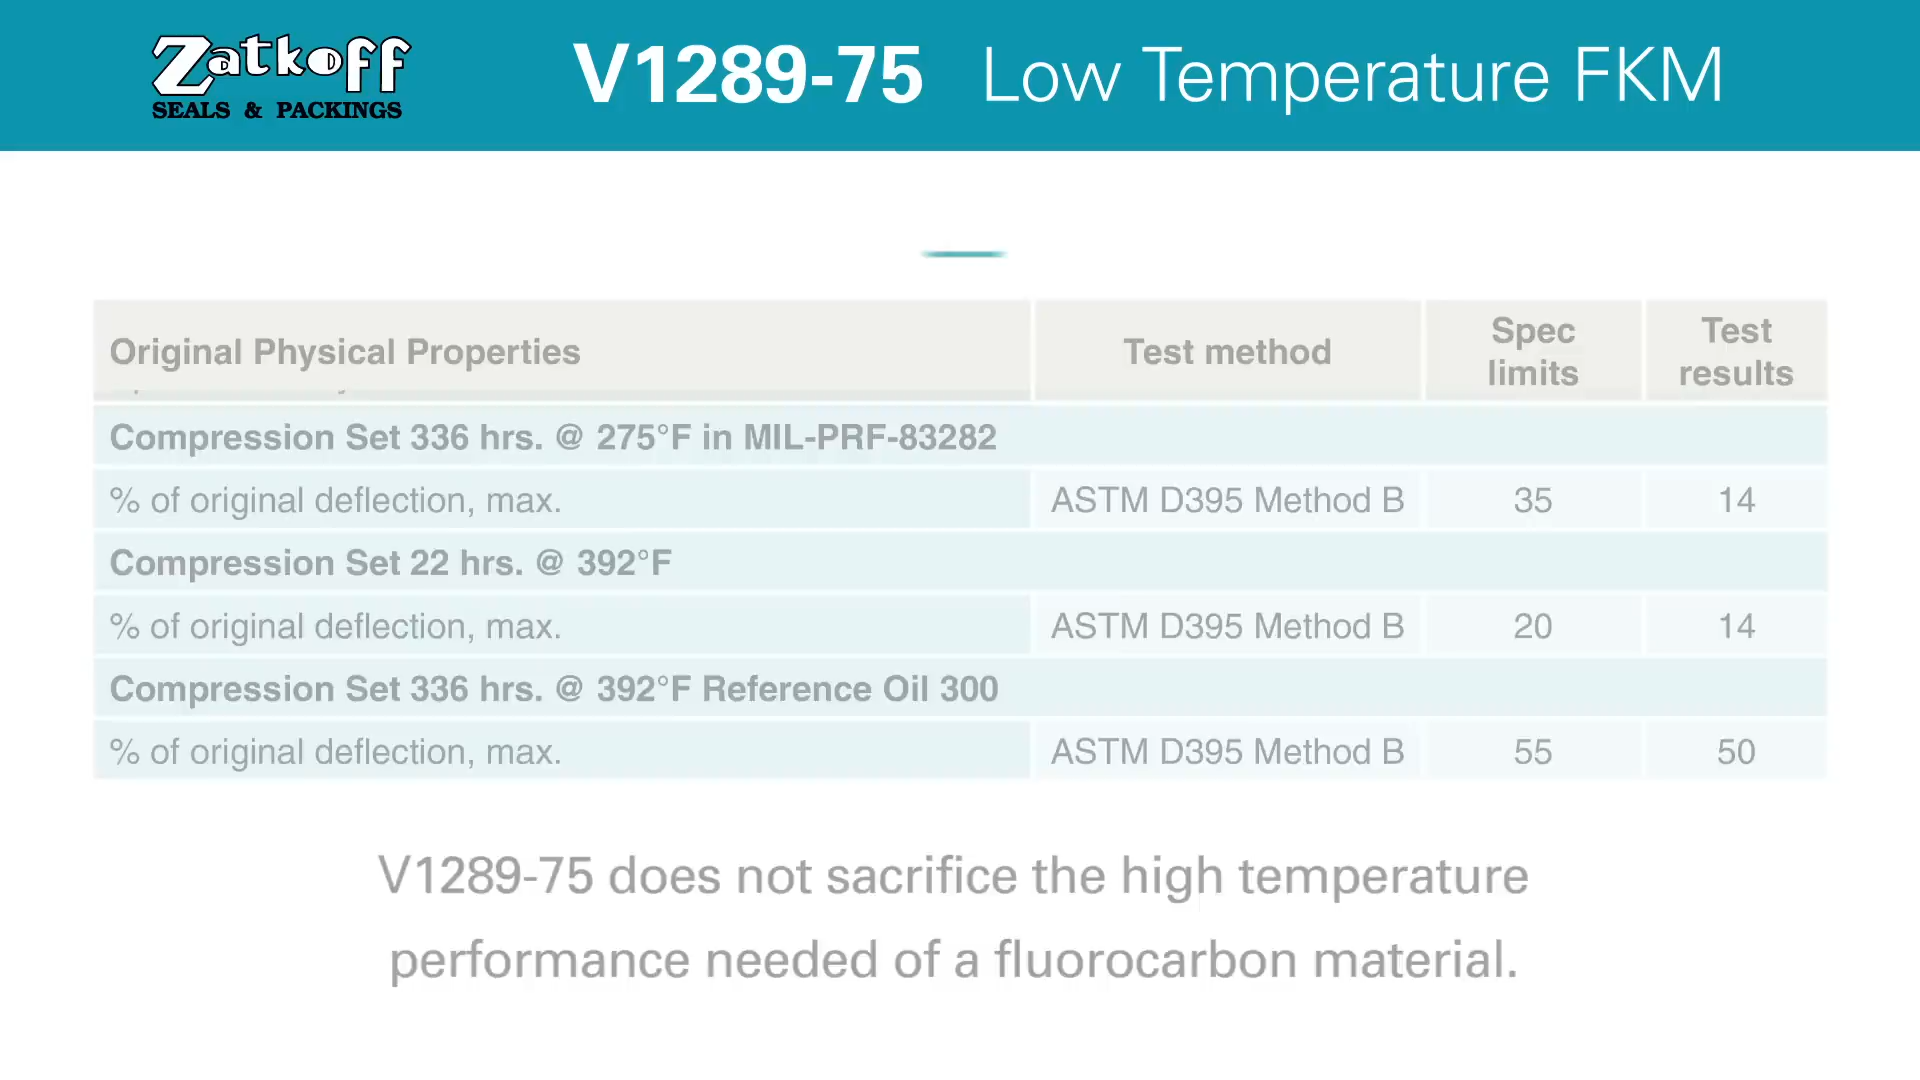 Zatkoff
SEALS & PACKINGS
V1289-75 Low Temperature FKM
Original Physical Properties Test method Spec limits Test results
Compression Set 336 hrs. @ 275°F in MIL-PRF-83282
% of original deflection, max. ASTM D395 Method B 35 14
Compression Set 22 hrs. @ 392°F
% of original deflection, max. ASTM D395 Method B 20 14
Compression Set 336 hrs. @ 392°F Reference Oil 300
% of original deflection, max. ASTM D395 Method B 55 50
V1289-75 does not sacrifice the high temperature
performance needed of a fluorocarbon material.